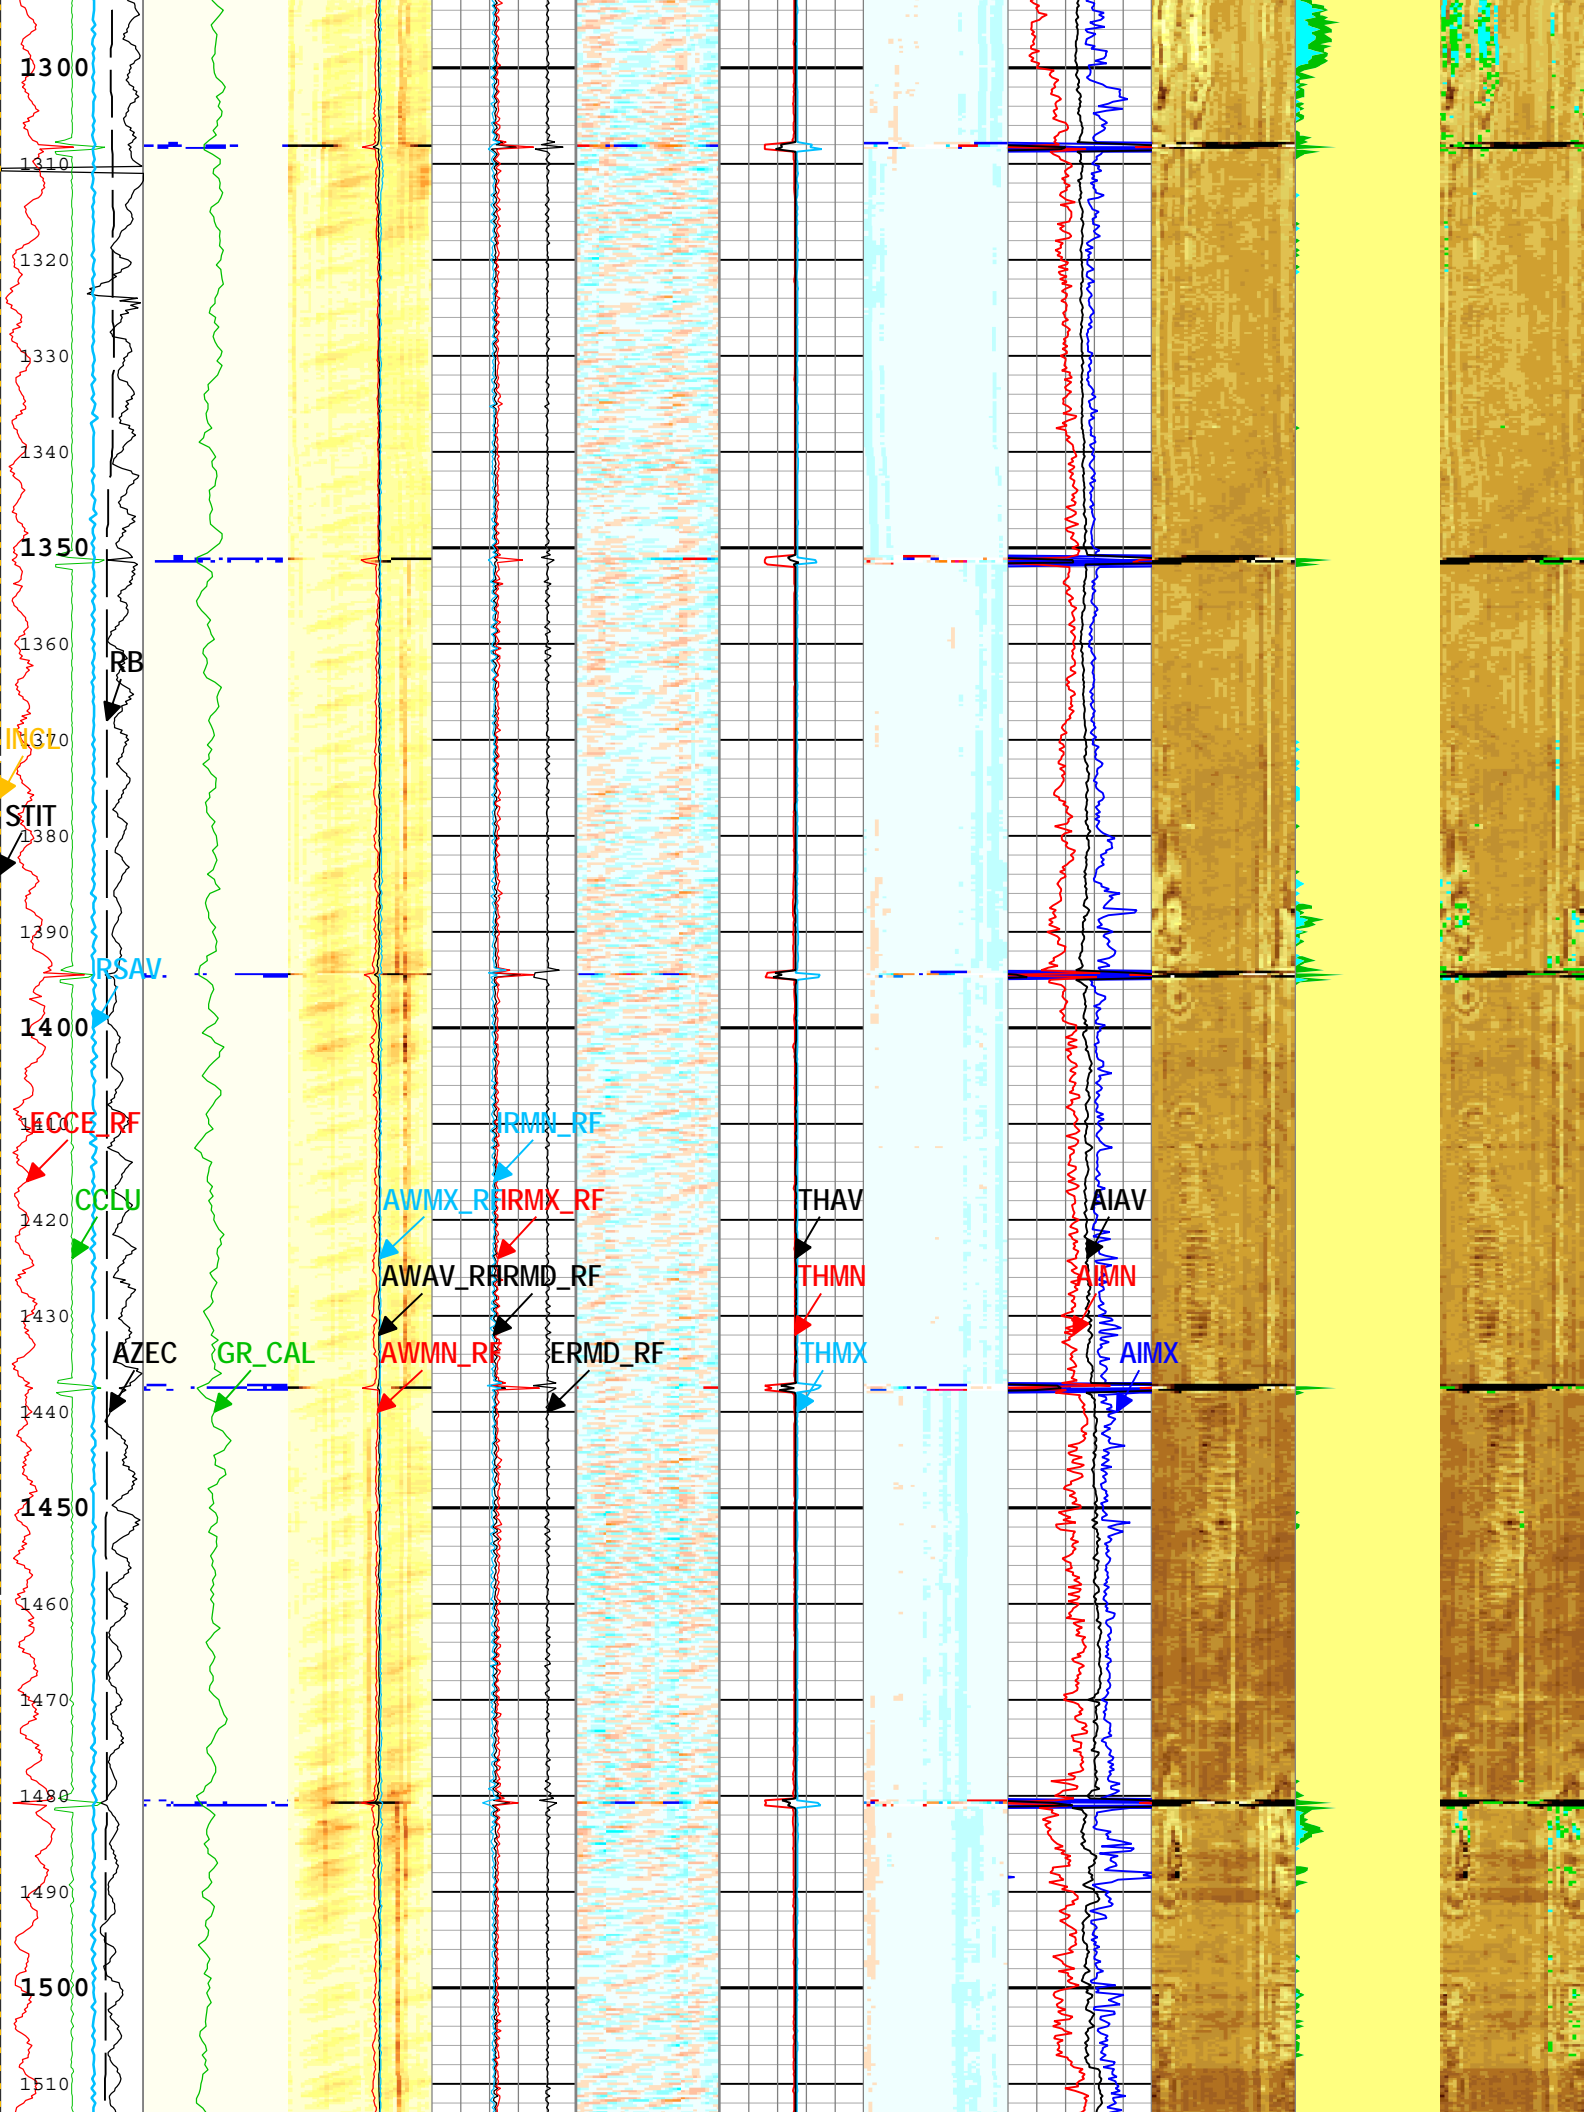 1300
1310
1320
1330
1340
1350
1360
RB
INCL
1370
STIT
1380
1390
RSAV
1400
1410
ECCE_RF
IRMN_RF
CCLU
AWMX_RF
IRMX_RF
THAV
AIAV
1420
AWAV_RF
IRMD_RF
THMN
AIMN
1430
AZEC
GR_CAL
AWMN_RF
ERMD_RF
THMX
AIMX
1440
1450
1460
1470
1480
1490
1500
1510